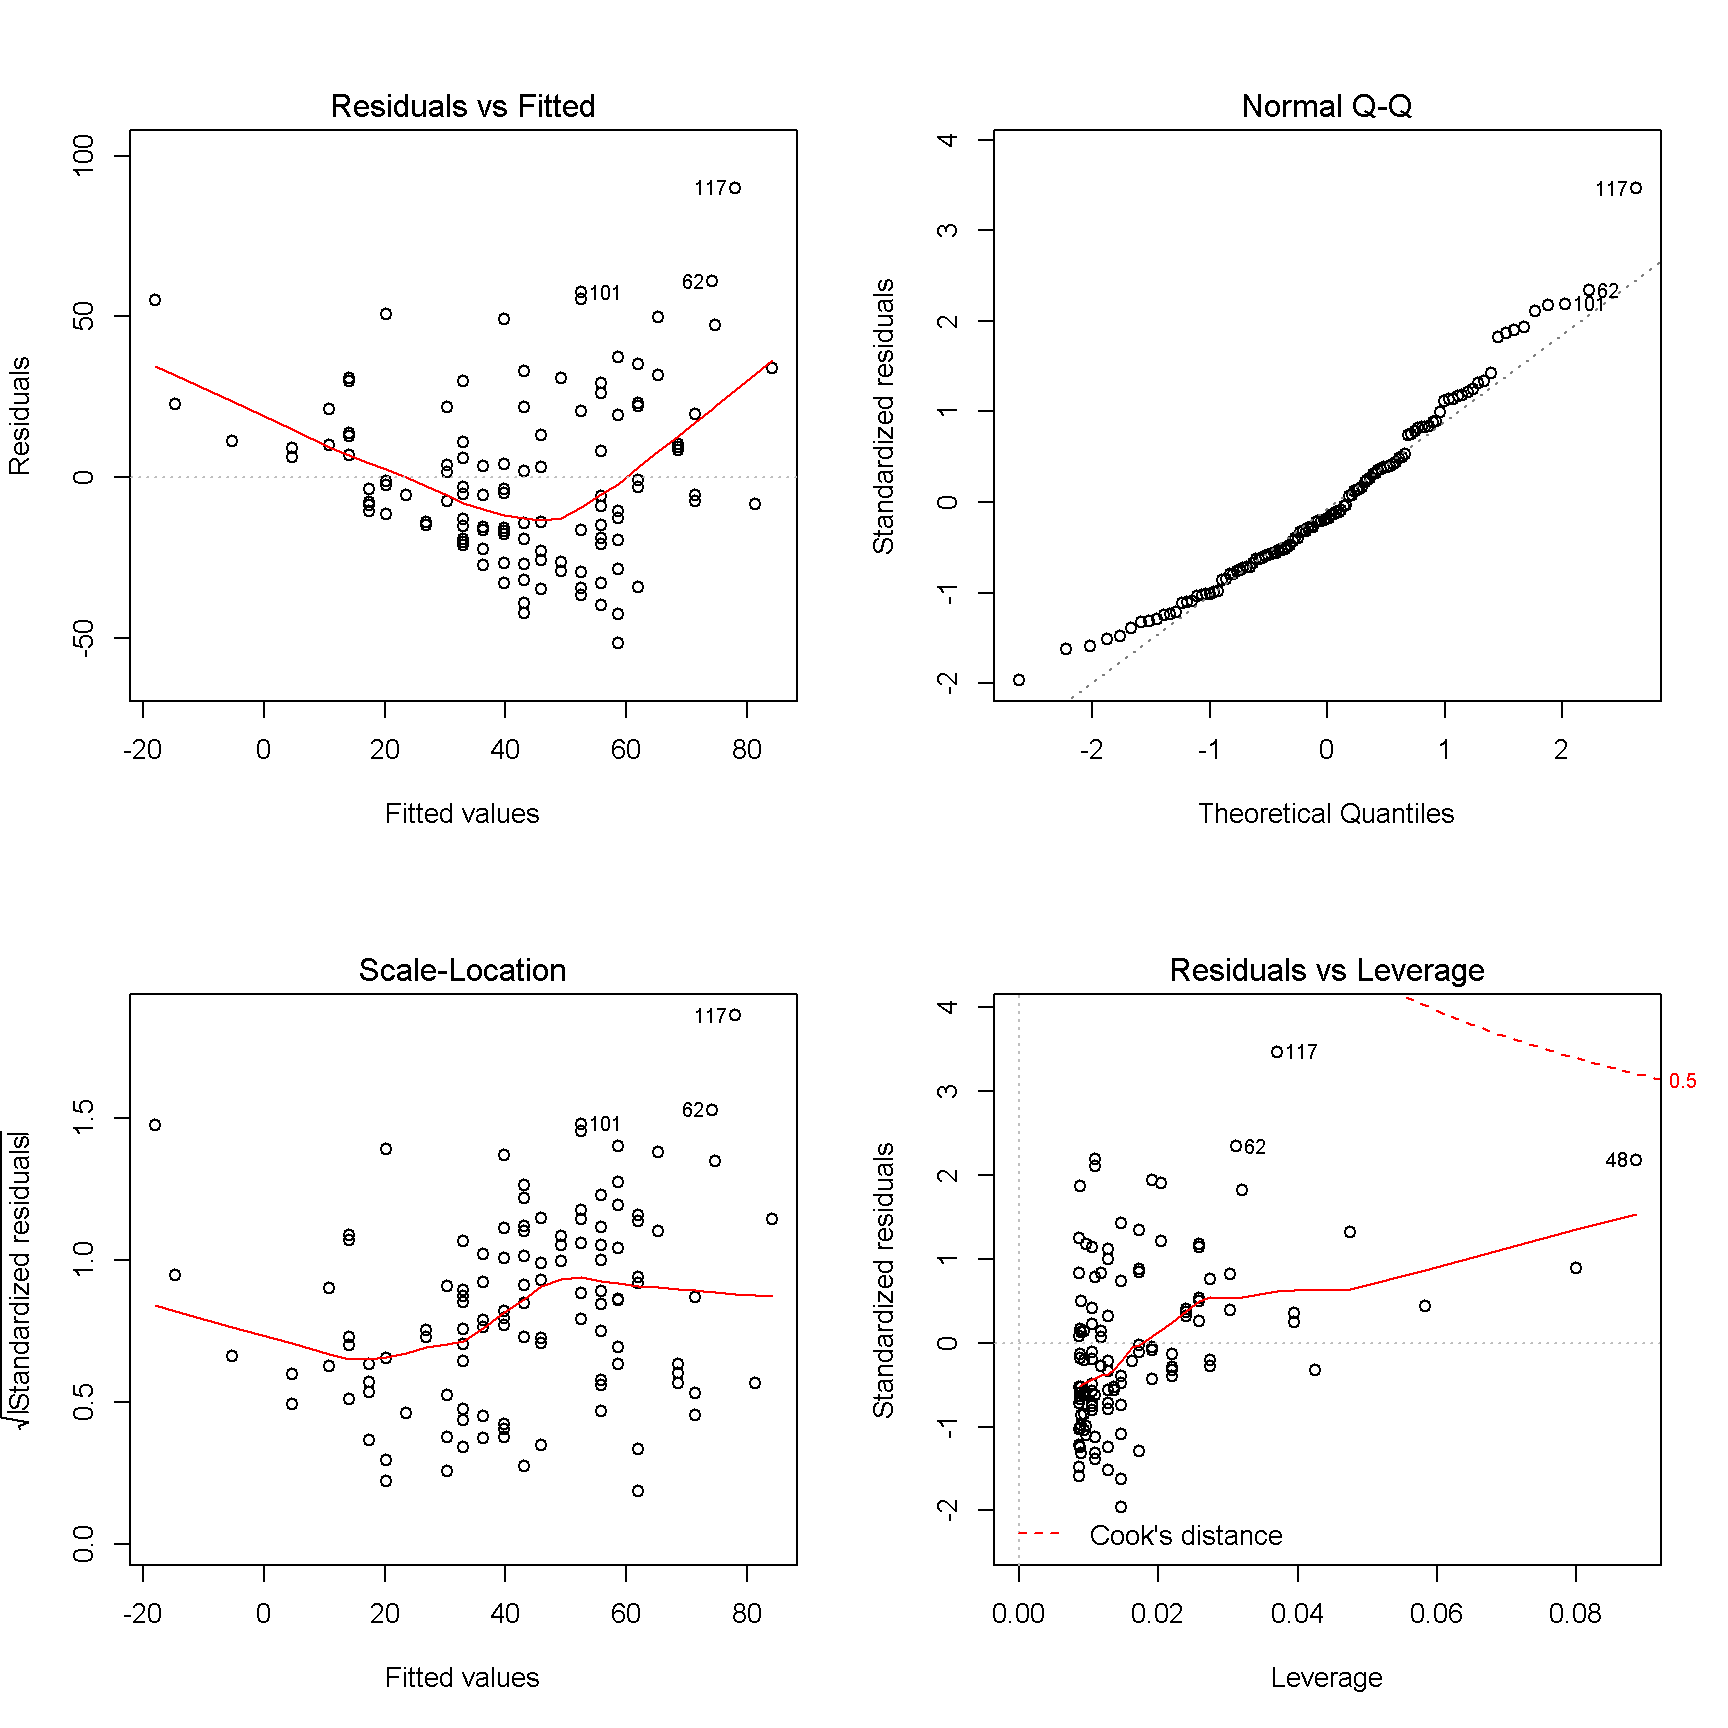 Residuals vs Fitted
Residuals
100
50
0
-50
117
62
101
-20 0 20 40 60 80
Fitted values
Normal Q-Q
Standardized residuals
4
3
2
1
0
-1
-2
117
62
101
-2 -1 0 1 2
Theoretical Quantiles
Scale-Location
√|Standardized residuals|
1.5
1.0
0.5
0.0
117
62
101
-20 0 20 40 60 80
Fitted values
Residuals vs Leverage
Standardized residuals
4
3
2
1
0
-1
-2
117
62
48
0.5
Cook's distance
0.00 0.02 0.04 0.06 0.08
Leverage